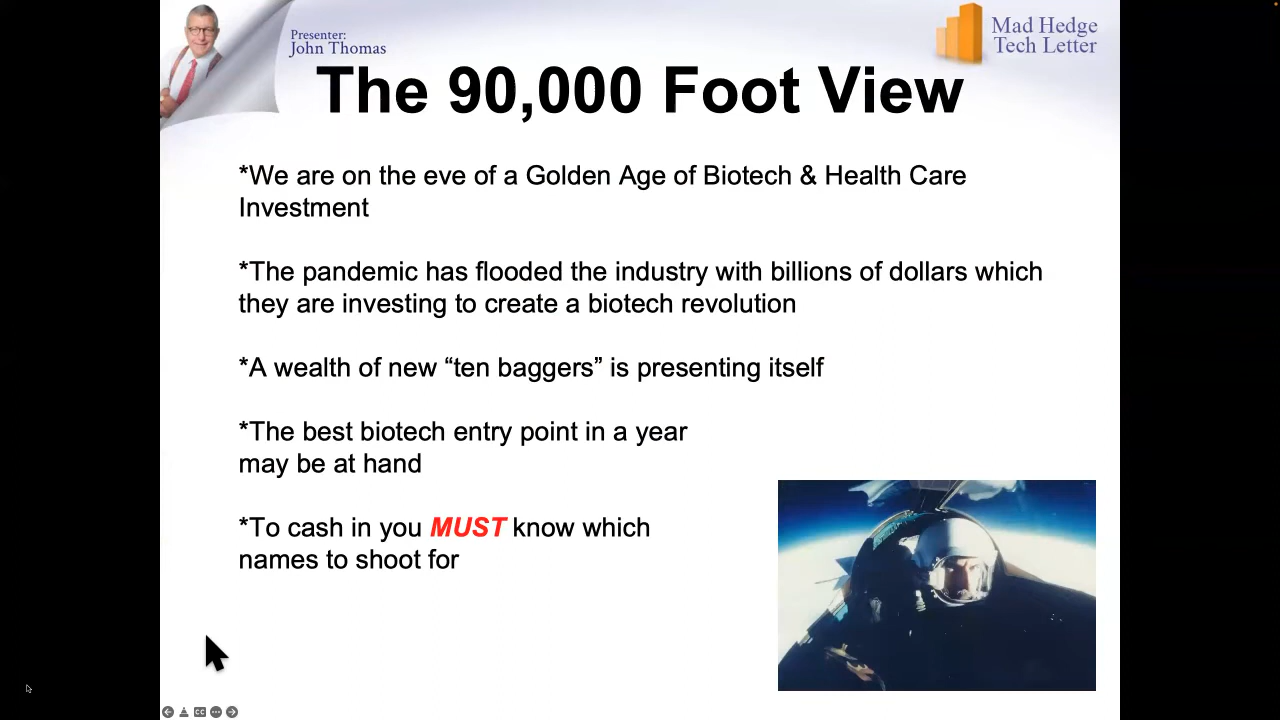 Presenter:
John Thomas
Mad Hedge
Tech Letter
The 90,000 Foot View
*We are on the eve of a Golden Age of Biotech & Health Care
Investment
*The pandemic has flooded the industry with billions of dollars which
they are investing to create a biotech revolution
*A wealth of new “ten baggers” is presenting itself
*The best biotech entry point in a year
may be at hand
*To cash in you MUST know which
names to shoot for
CC